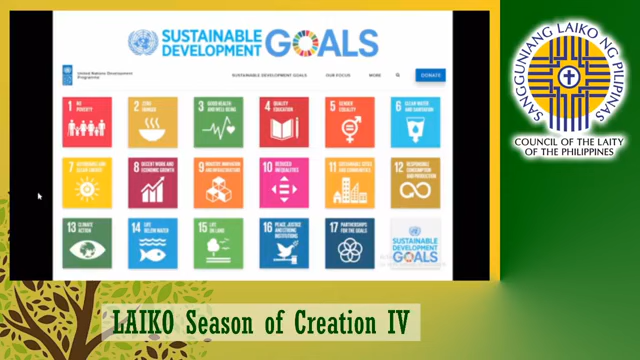 SUSTAINABLE
DEVELOPMENT
GOALS
United Nations Development
Programme
SUSTAINABLE DEVELOPMENT GOALS
OUR FOCUS
MORE
DONATE
1 NO
POVERTY
2 ZERO
HUNGER
3 GOOD HEALTH
AND WELL-BEING
4 QUALITY
EDUCATION
5 GENDER
EQUALITY
6 CLEAN WATER
AND SANITATION
7 AFFORDABLE AND
CLEAN ENERGY
8 DECENT WORK AND
ECONOMIC GROWTH
9 INDUSTRY, INNOVATION
AND INFRASTRUCTURE
10 REDUCED
INEQUALITIES
11 SUSTAINABLE CITIES
AND COMMUNITIES
12 RESPONSIBLE
CONSUMPTION
AND PRODUCTION
13 CLIMATE
ACTION
14 LIFE
BELOW WATER
15 LIFE
ON LAND
16 PEACE, JUSTICE
AND STRONG
INSTITUTIONS
17 PARTNERSHIPS
FOR THE GOALS
SUSTAINABLE
DEVELOPMENT
GOALS
SANGGUNIANG LAIKO NG PILIPINAS
COUNCIL OF THE LAITY
OF THE PHILIPPINES
LAIKO Season of Creation IV